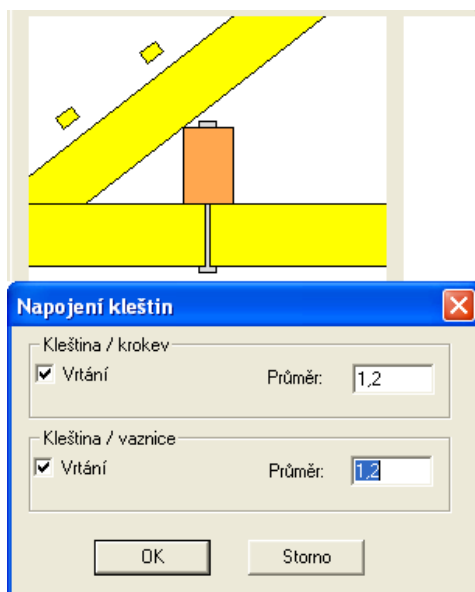 Napojení kleštin
Kleština / krokev
Vrtání Průměr: 1,2
Kleština / vaznice
Vrtání Průměr: 1,2
OK Storno